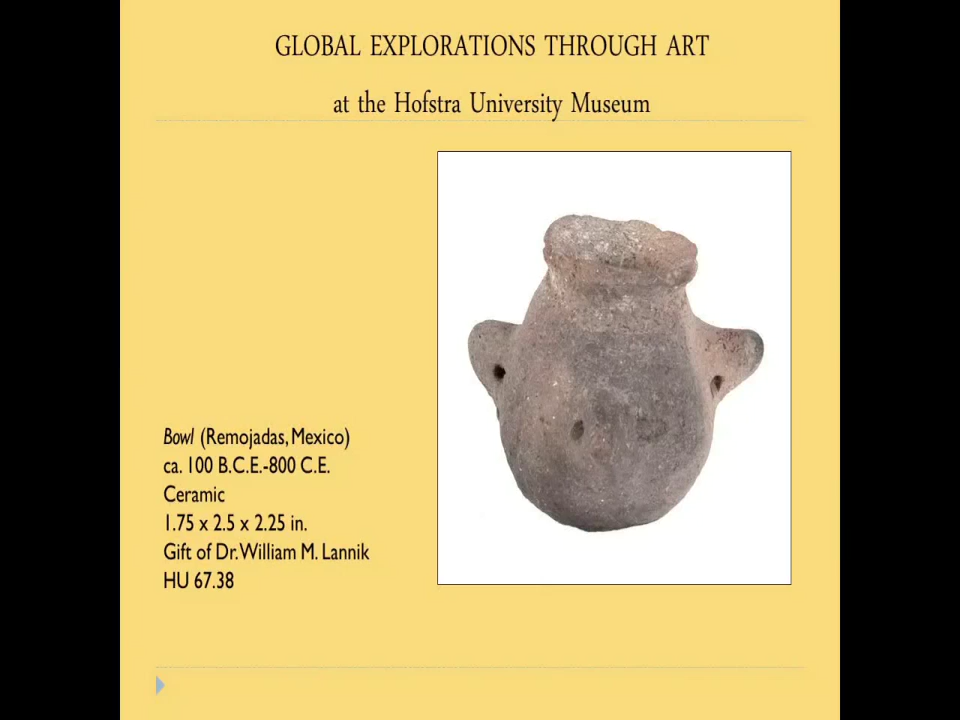 GLOBAL EXPLORATIONS THROUGH ART
at the Hofstra University Museum
Bowl (Remojadas, Mexico)
ca. 100 B.C.E.-800 C.E.
Ceramic
1.75 x 2.5 x 2.25 in.
Gift of Dr. William M. Lannik
HU 67.38